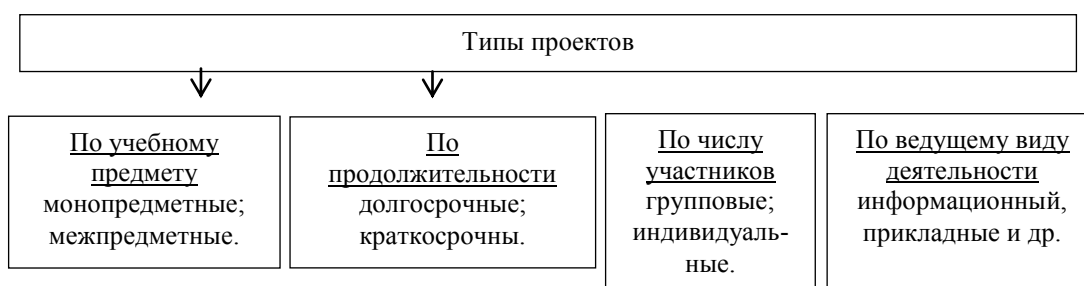 Типы проектов
По учебному
предмету
монопредметные;
межпредметные.
По
продолжительности
долгосрочные;
краткосрочны.
По числу
участников
групповые;
индивидуаль-
ные.
По ведущему виду
деятельности
информационный,
прикладные и др.